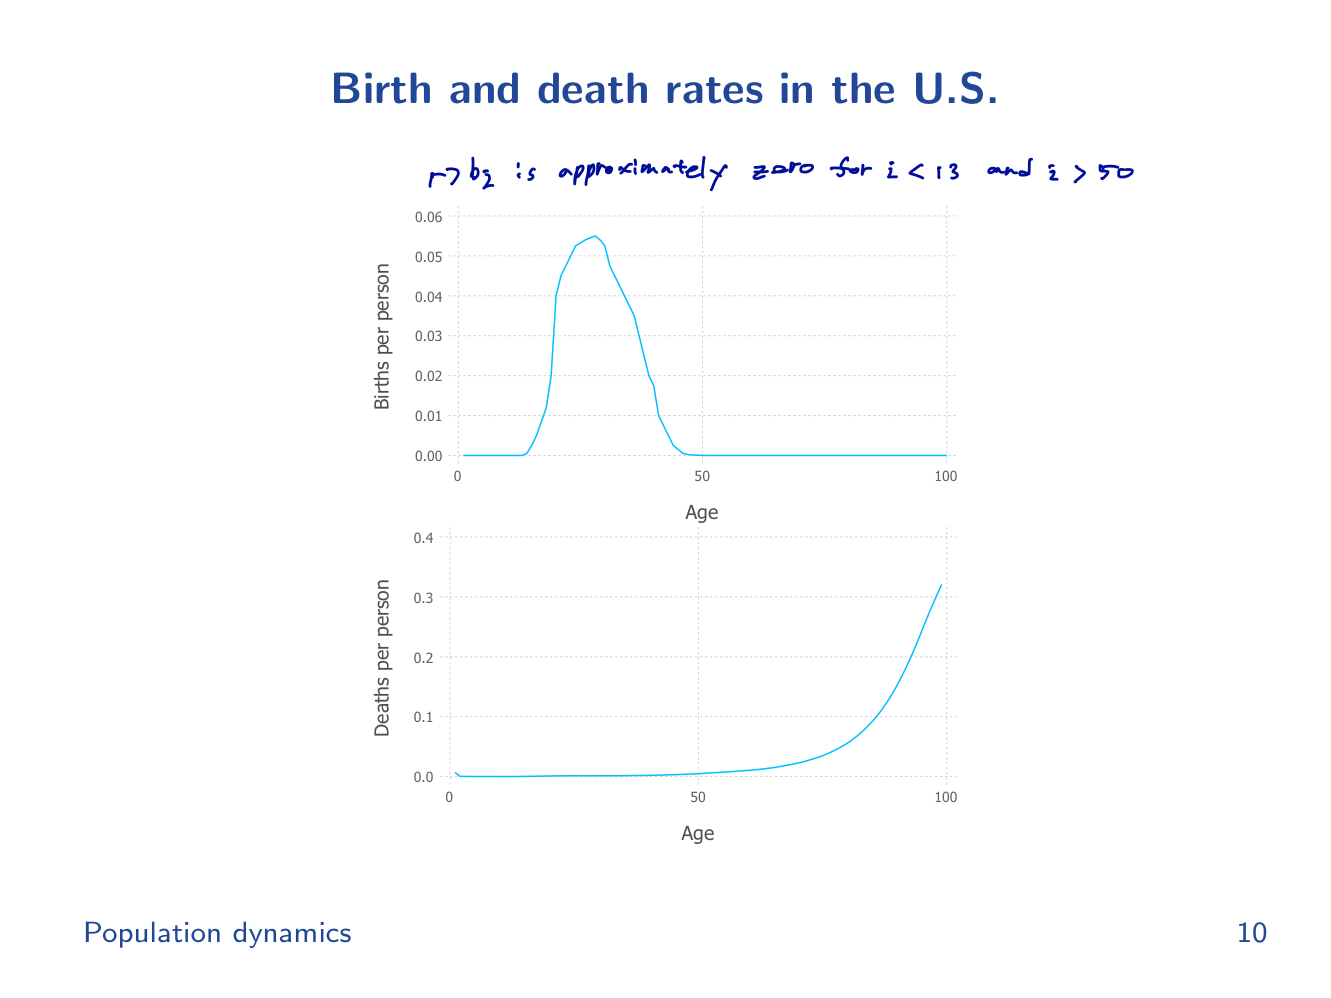 Birth and death rates in the U.S.
↱ bᵢ is approximately zero for i < 13 and i > 50
0.06
0.05
0.04
0.03
0.02
0.01
0.00
Births per person
0 50 100
Age
0.4
0.3
0.2
0.1
0.0
Deaths per person
0 50 100
Age
Population dynamics 10